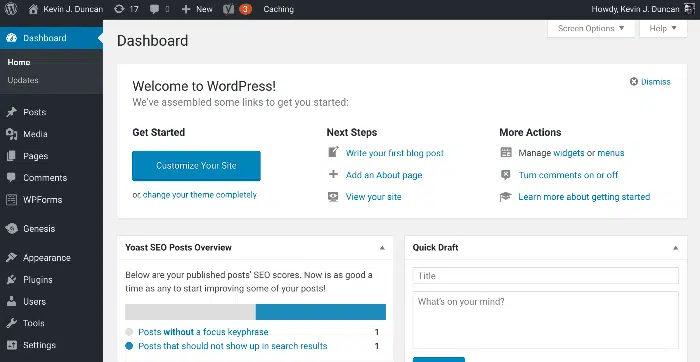 Kevin J. Duncan 17 0 + New 3 Caching Howdy, Kevin J. Duncan
Dashboard
Home
Updates
Posts
Media
Pages
Comments
WPForms
Genesis
Appearance
Plugins
Users
Tools
Settings
Screen Options Help
Dashboard
Welcome to WordPress!
Dismiss
We've assembled some links to get you started:
Get Started
Customize Your Site
or, change your theme completely
Next Steps
Write your first blog post
Add an About page
View your site
More Actions
Manage widgets or menus
Turn comments on or off
Learn more about getting started
Yoast SEO Posts Overview
Below are your published posts' SEO scores. Now is as good a
time as any to start improving some of your posts!
Posts without a focus keyphrase 1
Posts that should not show up in search results 1
Quick Draft
Title
What's on your mind?